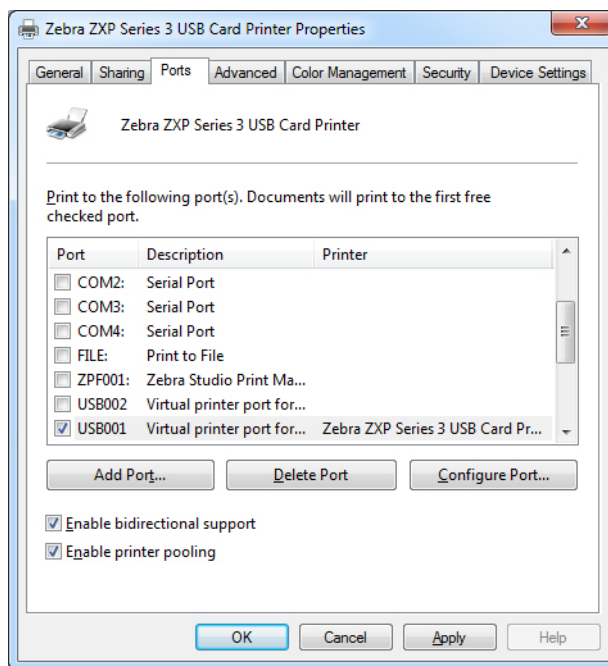 Zebra ZXP Series 3 USB Card Printer Properties
General Sharing Ports Advanced Color Management Security Device Settings
Zebra ZXP Series 3 USB Card Printer
Print to the following port(s). Documents will print to the first free
checked port.
Port Description Printer
COM2: Serial Port
COM3: Serial Port
COM4: Serial Port
FILE: Print to File
ZPF001: Zebra Studio Print Ma...
USB002 Virtual printer port for...
USB001 Virtual printer port for... Zebra ZXP Series 3 USB Card Pr...
Add Port... Delete Port Configure Port...
Enable bidirectional support
Enable printer pooling
OK Cancel Apply Help